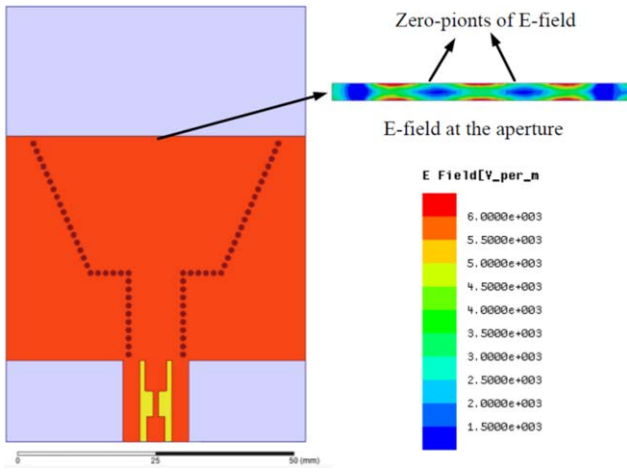 Zero-pionts of E-field
E-field at the aperture
E Field[V_per_m
6.0000e+003
5.5000e+003
5.0000e+003
4.5000e+003
4.0000e+003
3.5000e+003
3.0000e+003
2.5000e+003
2.0000e+003
1.5000e+003
0 25 50 (mm)